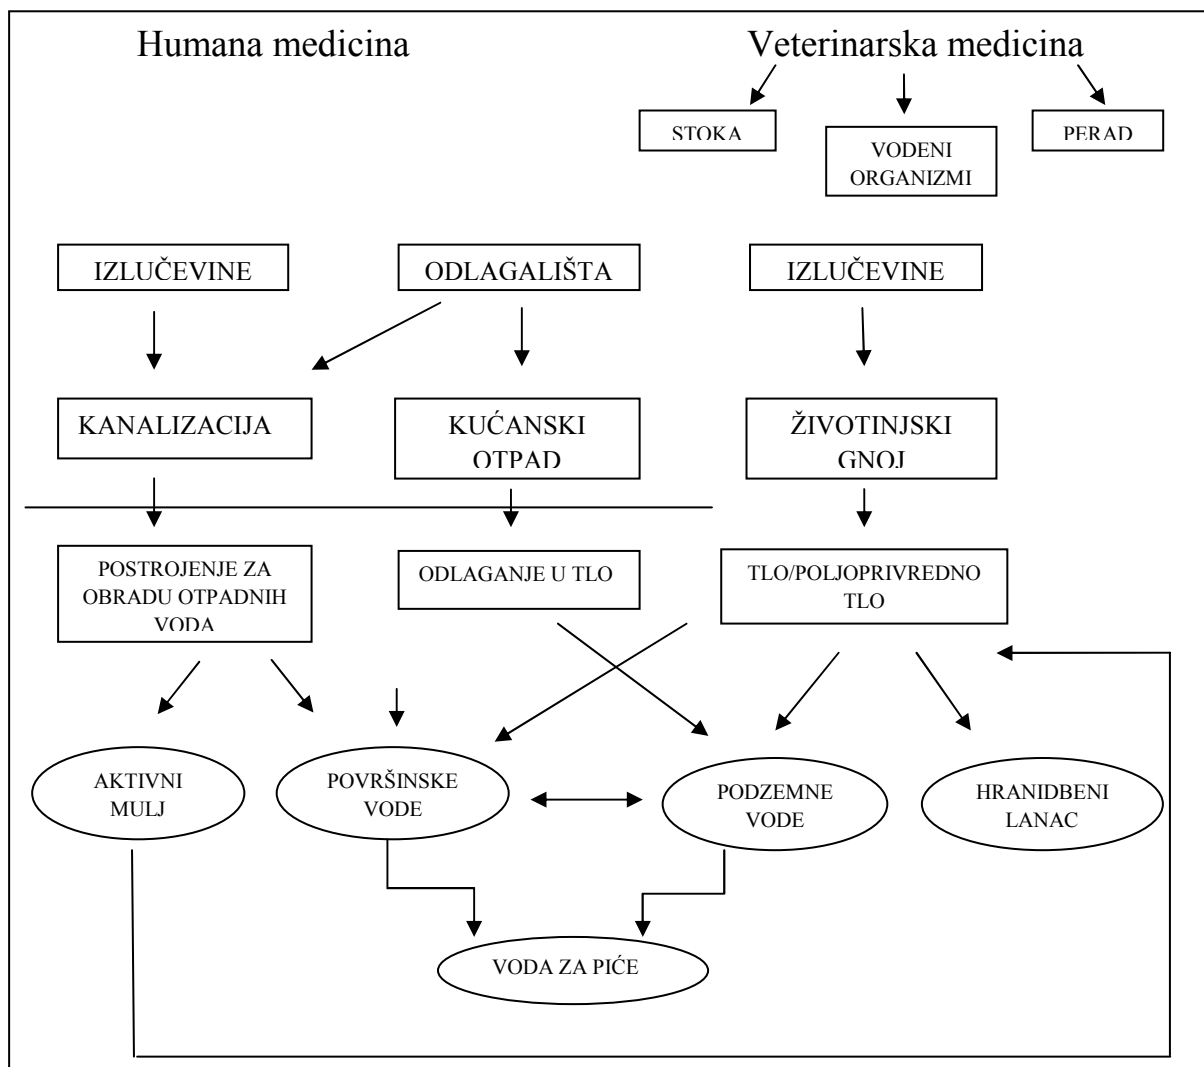 Humana medicina
Veterinarska medicina
STOKA
VODENI
ORGANIZMI
PERAD
IZLUČEVINE
ODLAGALIŠTA
IZLUČEVINE
KANALIZACIJA
KUĆANSKI
OTPAD
ŽIVOTINJSKI
GNOJ
POSTROJENJE ZA
OBRADU OTPADNIH
VODA
ODLAGANJE U TLO
TLO/POLJOPRIVREDNO
TLO
AKTIVNI
MULJ
POVRŠINSKE
VODE
PODZEMNE
VODE
HRANIDBENI
LANAC
VODA ZA PIĆE